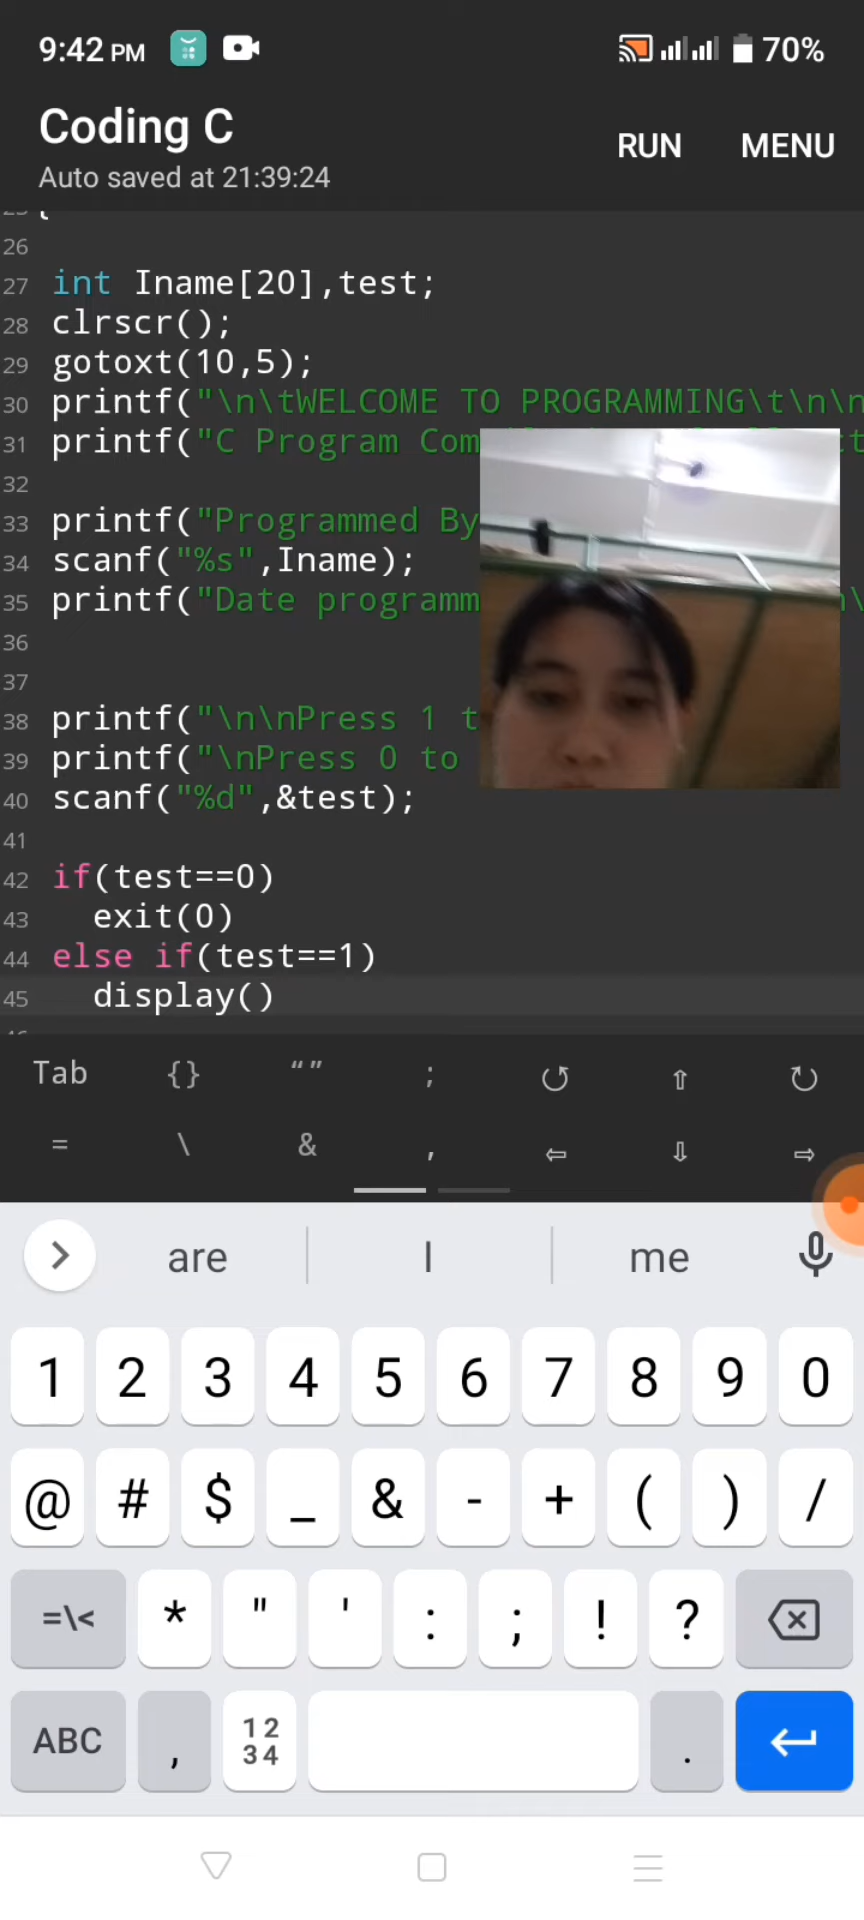 9:42 PM 70%
Coding C
Auto saved at 21:39:24
RUN MENU
26
27 int Iname[20],test;
28 clrscr();
29 gotoxt(10,5);
30 printf("\n\tWELCOME TO PROGRAMMING\t\n\n
31 printf("C Program Com
32
33 printf("Programmed By
34 scanf("%s",Iname);
35 printf("Date programm
36
37
38 printf("\n\nPress 1 t
39 printf("\nPress 0 to
40 scanf("%d",&test);
41
42 if(test==0)
43 exit(0)
44 else if(test==1)
45 display()
Tab {} “” ;
= \ & ,
are I me
1 2 3 4 5 6 7 8 9 0
@ # $ _ & - + ( ) /
=\< * " ' : ; ! ?
ABC , 12 34 .